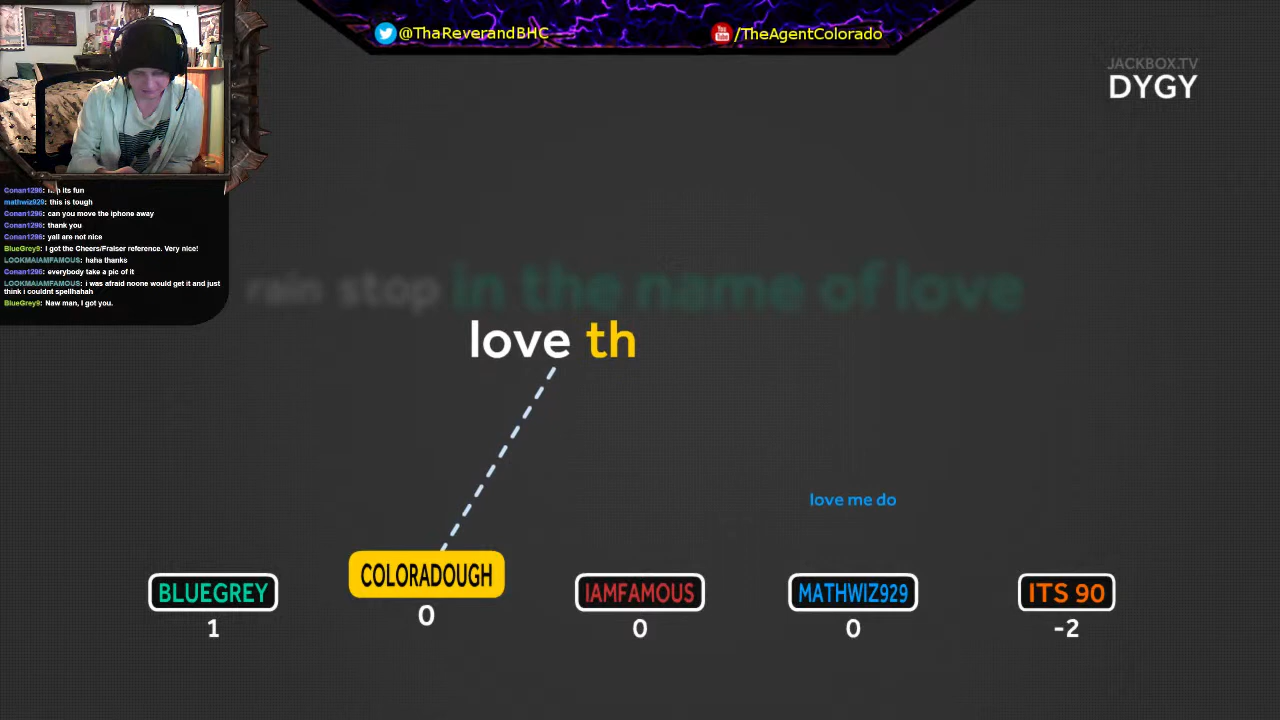 @ThaReverandBHC
/TheAgentColorado
JACKBOX.TV
DYGY
its fun
mathwiz929: this is tough
Conan1296: can you move the iphone away
Conan1296: thank you
Conan1296: yall are not nice
BlueGrey9: I got the Cheers/Fraiser reference. Very nice!
LOOKMAIAMFAMOUS: haha thanks
Conan1296: everybody take a pic of it
LOOKMAIAMFAMOUS: i was afraid noone would get it and just
think i couldnt spellhahah
BlueGrey9: Naw man, I got you.
rain stop in the name of love
love th
love me do
BLUEGREY
COLORADOUGH
IAMFAMOUS
MATHWIZ929
ITS 90
1
0
0
0
-2